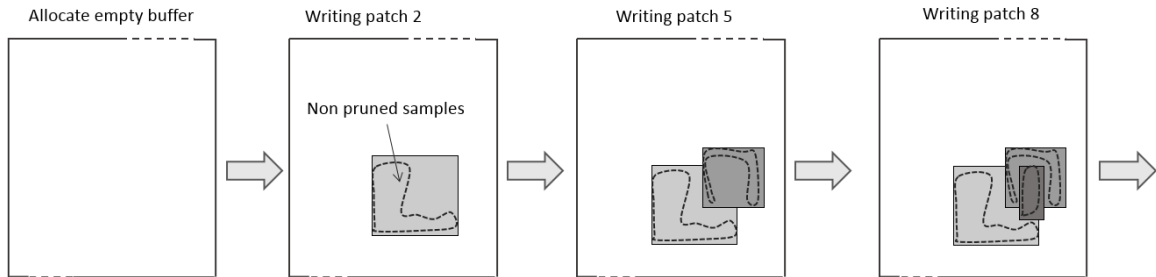 Allocate empty buffer
Writing patch 2
Writing patch 5
Writing patch 8
Non pruned samples